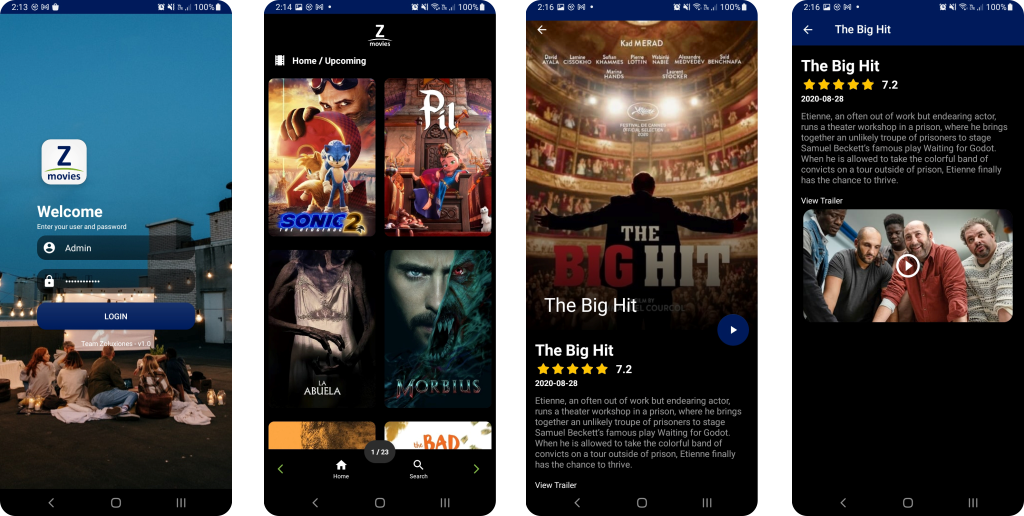 2:13
100%
Z
movies
Welcome
Enter your user and password
Admin
••••••••••••
LOGIN
Team Zoluxiones - v1.0
2:14
100%
Z
movies
Home / Upcoming
SONIC 2
THE HEDGEHOG
Pil
LA
ABUELA
MORBIUS
the BAD
1 / 23
Home
Search
2:16
100%
Kad MERAD
David Lamine Sofian Pierre Wabinlé Alexandre Saïd
AYALA CISSOKHO KHAMMES LOTTIN NABIÉ MEDVEDEV BENCHNAFA
Marina Laurent
HANDS STOCKER
FESTIVAL DE CANNES
OFFICIAL SELECTION
2020
THE
BIG HIT
The Big Hit
The Big Hit
7.2
2020-08-28
Etienne, an often out of work but endearing actor,
runs a theater workshop in a prison, where he brings
together an unlikely troupe of prisoners to stage
Samuel Beckett's famous play Waiting for Godot.
When he is allowed to take the colorful band of
convicts on a tour outside of prison, Etienne finally
has the chance to thrive.
View Trailer
2:16
100%
The Big Hit
The Big Hit
7.2
2020-08-28
Etienne, an often out of work but endearing actor,
runs a theater workshop in a prison, where he brings
together an unlikely troupe of prisoners to stage
Samuel Beckett's famous play Waiting for Godot.
When he is allowed to take the colorful band of
convicts on a tour outside of prison, Etienne finally
has the chance to thrive.
View Trailer